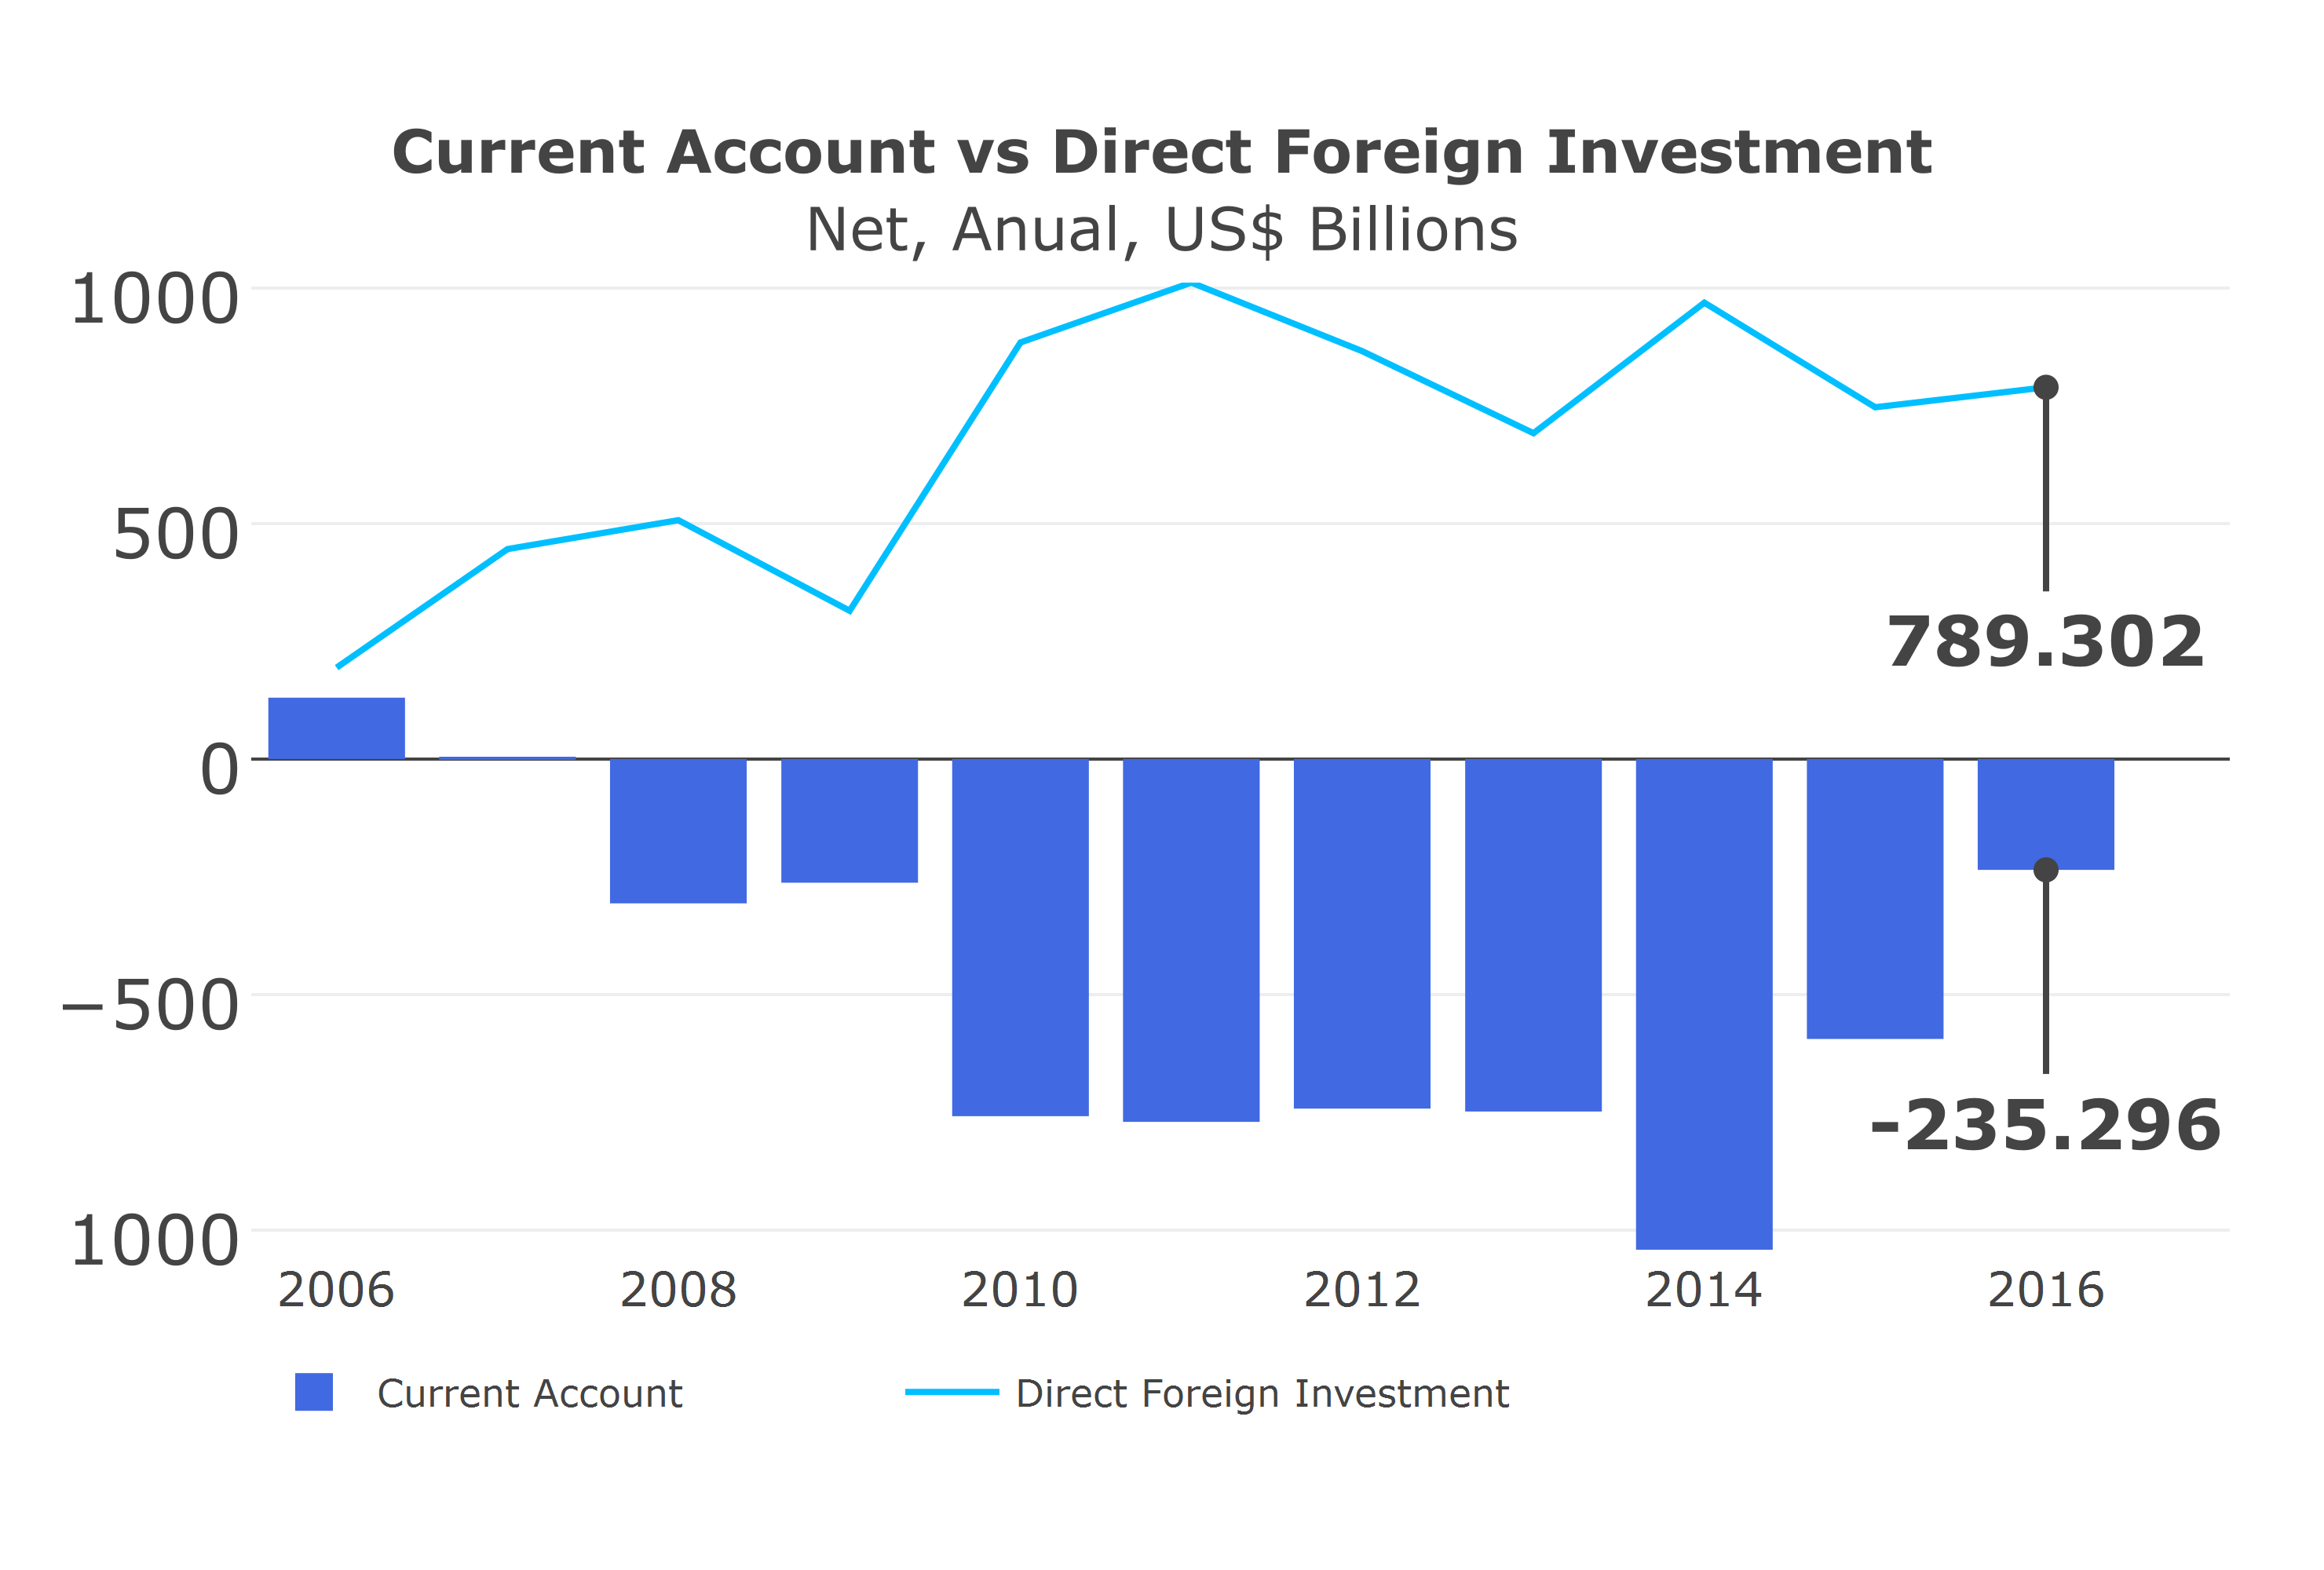 Current Account vs Direct Foreign Investment
Net, Anual, US$ Billions
1000
500
0
−500
1000
789.302
-235.296
2006 2008 2010 2012 2014 2016
Current Account Direct Foreign Investment